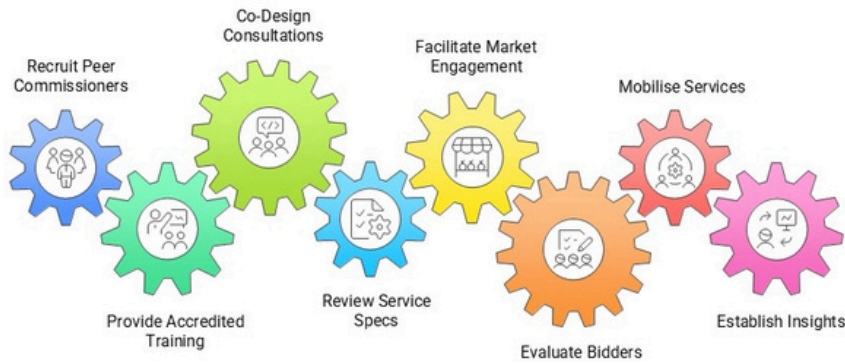 Recruit Peer
Commissioners
Provide Accredited
Training
Co-Design
Consultations
Review Service
Specs
Facilitate Market
Engagement
Evaluate Bidders
Mobilise Services
Establish Insights